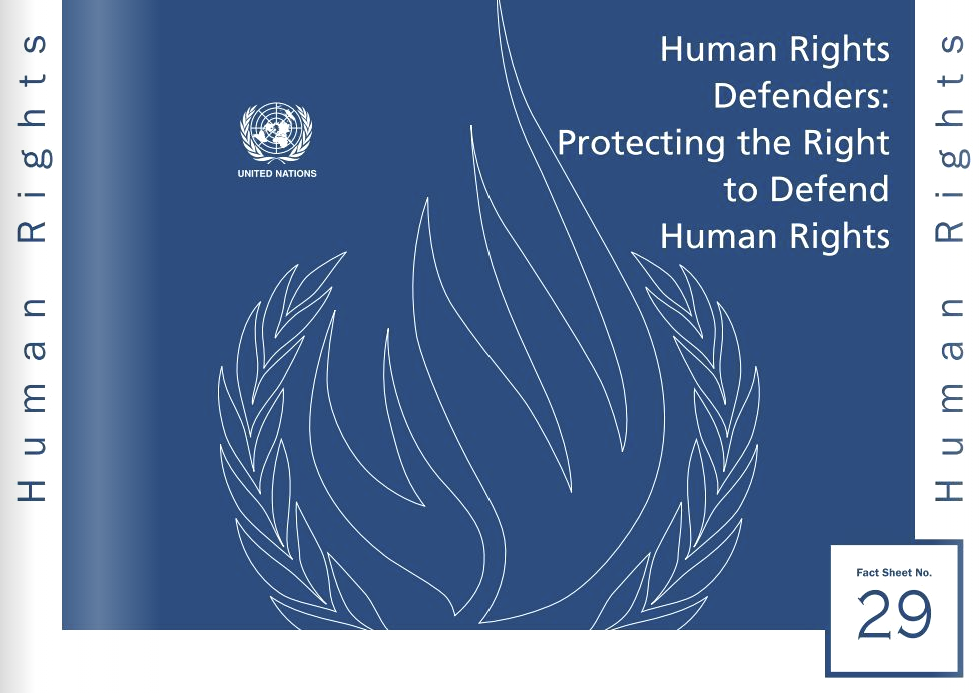 Human Rights
Human Rights
Defenders:
Protecting the Right
to Defend
Human Rights
UNITED NATIONS
Human Rights
Fact Sheet No.
29